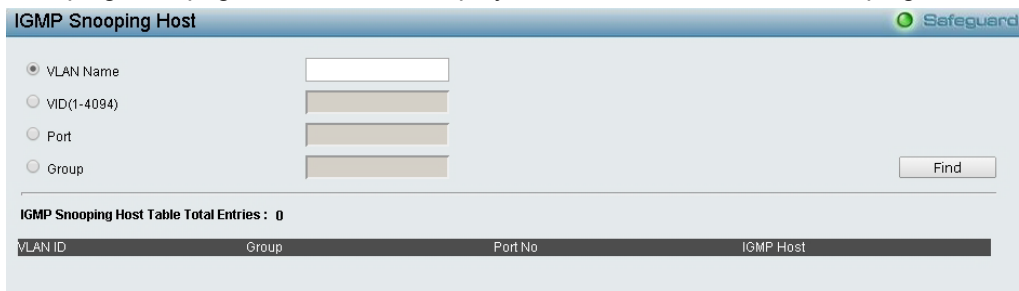 IGMP Snooping Host
Safeguard
VLAN Name
VID(1-4094)
Port
Group
Find
IGMP Snooping Host Table Total Entries : 0
VLAN ID Group Port No IGMP Host